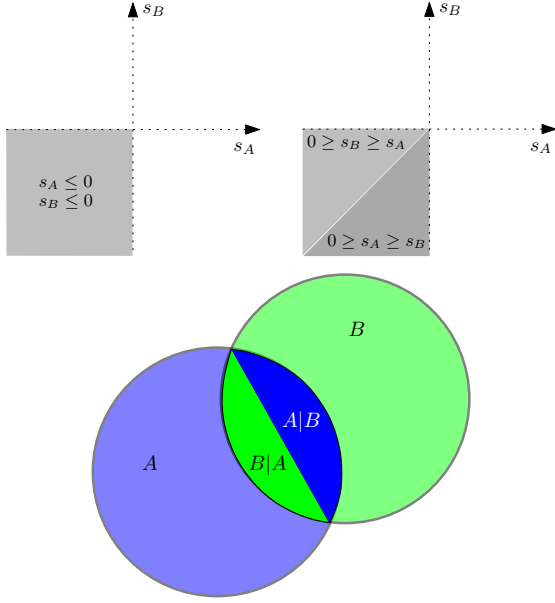 s_B
s_A
s_A ≤ 0
s_B ≤ 0
s_B
s_A
0 ≥ s_B ≥ s_A
0 ≥ s_A ≥ s_B
B
A|B
B|A
A